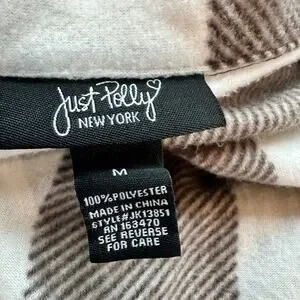 Just Polly
NEW YORK
M
100% POLYESTER
MADE IN CHINA
STYLE#JK13851
RN 163470
SEE REVERSE
FOR CARE